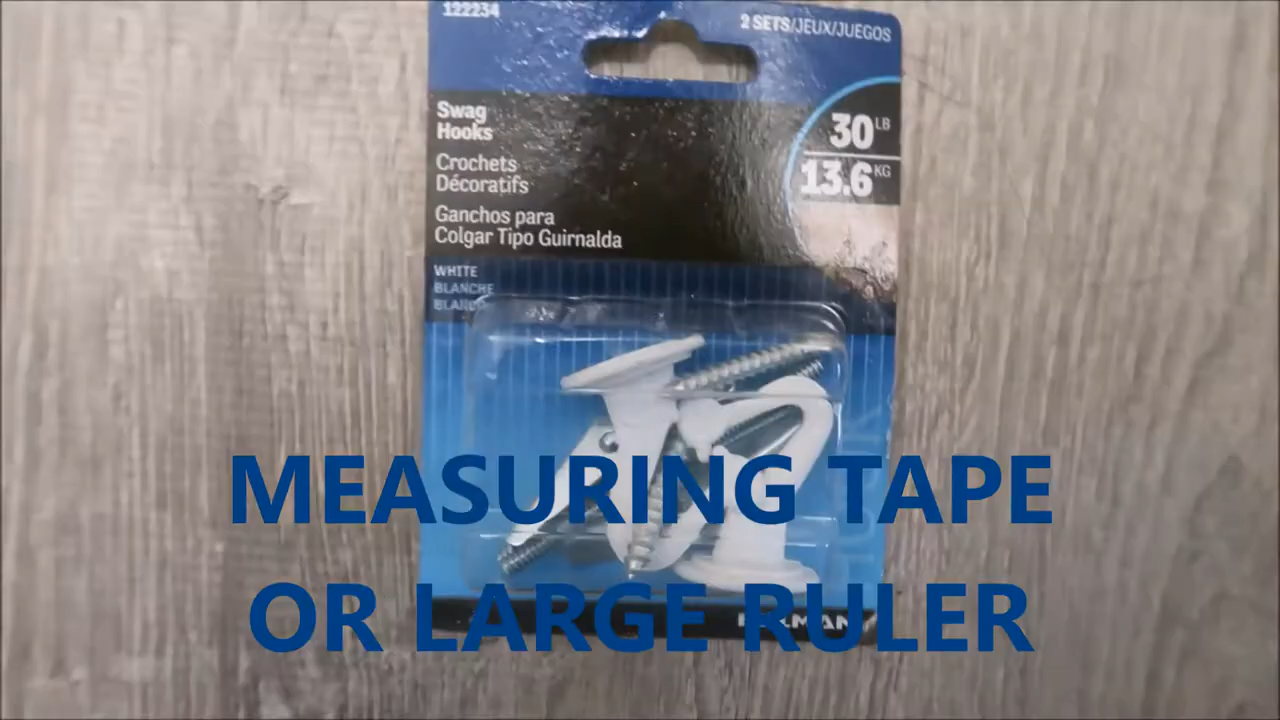 122234
2 SETS/JEUX/JUEGOS
Swag
Hooks
30 LB
13.6 KG
Crochets
Décoratifs
Ganchos para
Colgar Tipo Guirnalda
WHITE
BLANCHE
MEASURING TAPE
OR LARGE RULER